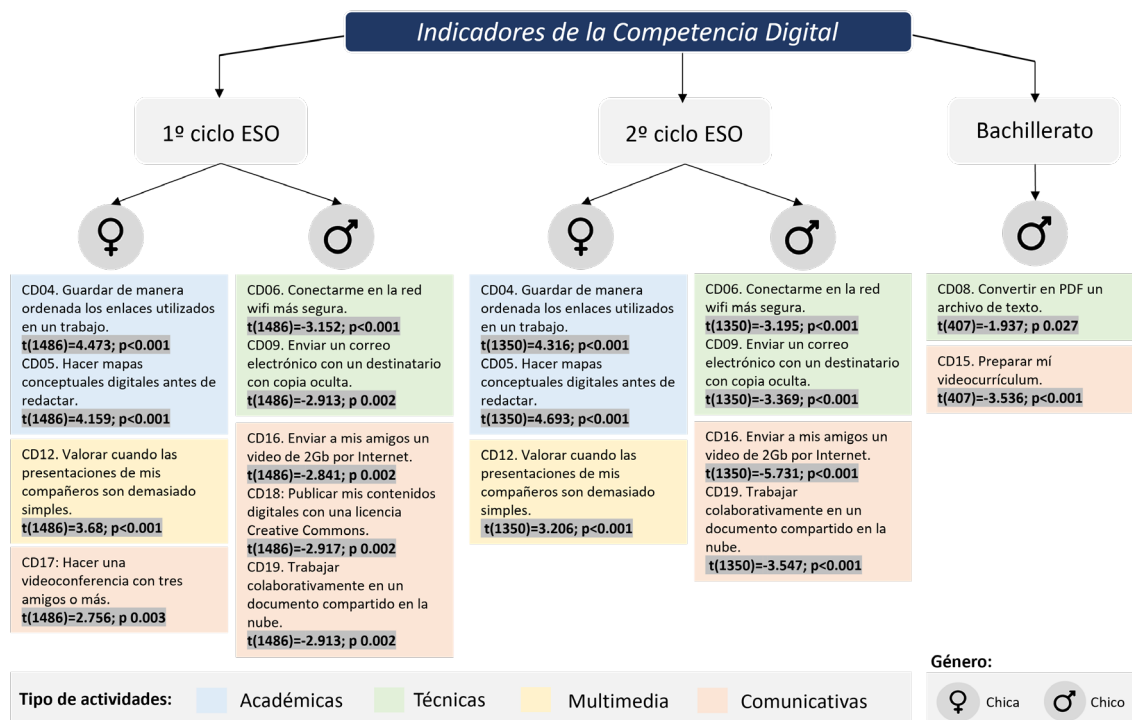 Indicadores de la Competencia Digital
1º ciclo ESO
2º ciclo ESO
Bachillerato
CD04. Guardar de manera
ordenada los enlaces utilizados
en un trabajo.
t(1486)=4.473; p<0.001
CD05. Hacer mapas
conceptuales digitales antes de
redactar.
t(1486)=4.159; p<0.001
CD12. Valorar cuando las
presentaciones de mis
compañeros son demasiado
simples.
t(1486)=3.68; p<0.001
CD17: Hacer una
videoconferencia con tres
amigos o más.
t(1486)=2.756; p 0.003
CD06. Conectarme en la red
wifi más segura.
t(1486)=-3.152; p<0.001
CD09. Enviar un correo
electrónico con un destinatario
con copia oculta.
t(1486)=-2.913; p 0.002
CD16. Enviar a mis amigos un
video de 2Gb por Internet.
t(1486)=-2.841; p 0.002
CD18: Publicar mis contenidos
digitales con una licencia
Creative Commons.
t(1486)=-2.917; p 0.002
CD19. Trabajar
colaborativamente en un
documento compartido en la
nube.
t(1486)=-2.913; p 0.002
CD04. Guardar de manera
ordenada los enlaces utilizados
en un trabajo.
t(1350)=4.316; p<0.001
CD05. Hacer mapas
conceptuales digitales antes de
redactar.
t(1350)=4.693; p<0.001
CD12. Valorar cuando las
presentaciones de mis
compañeros son demasiado
simples.
t(1350)=3.206; p<0.001
CD06. Conectarme en la red
wifi más segura.
t(1350)=-3.195; p<0.001
CD09. Enviar un correo
electrónico con un destinatario
con copia oculta.
t(1350)=-3.369; p<0.001
CD16. Enviar a mis amigos un
video de 2Gb por Internet.
t(1350)=-5.731; p<0.001
CD19. Trabajar
colaborativamente en un
documento compartido en la
nube.
t(1350)=-3.547; p<0.001
CD08. Convertir en PDF un
archivo de texto.
t(407)=-1.937; p 0.027
CD15. Preparar mí
videocurrículum.
t(407)=-3.536; p<0.001
Tipo de actividades: Académicas Técnicas Multimedia Comunicativas
Género:
Chica Chico